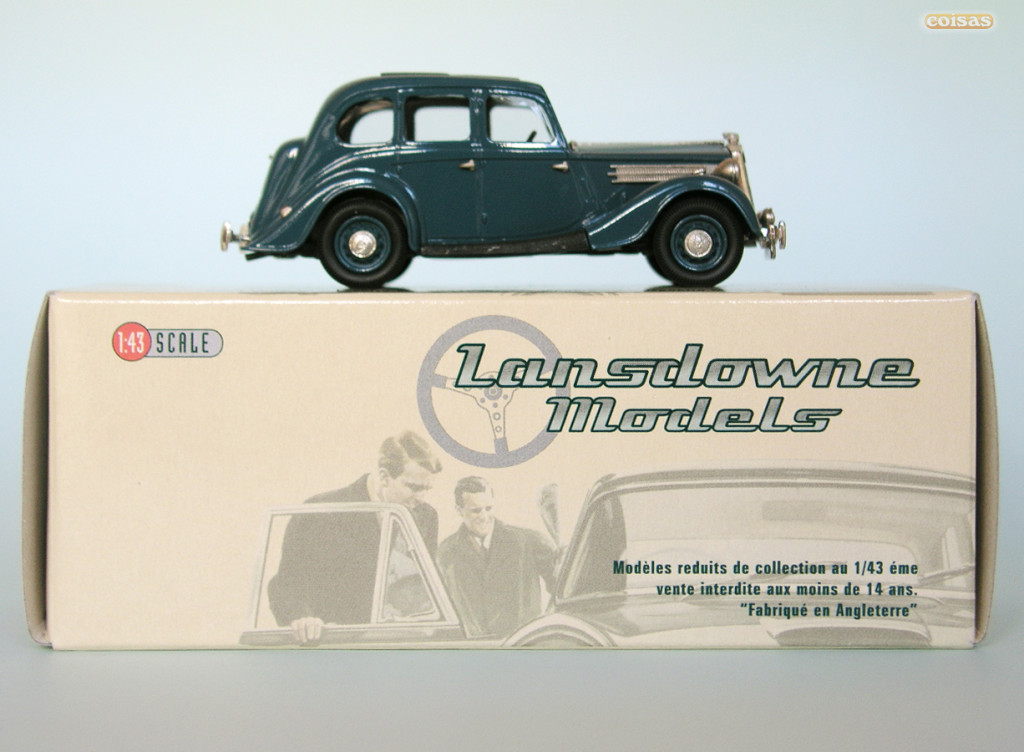 coisas
1:43 SCALE
Lansdowne
Models
Modèles reduits de collection au 1/43 éme
vente interdite aux moins de 14 ans.
"Fabriqué en Angleterre"